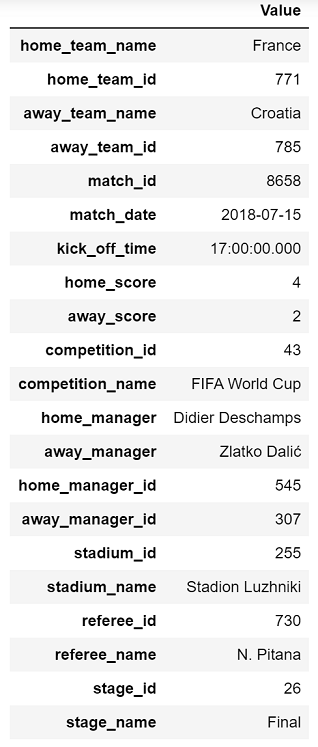 Value
home_team_name France
home_team_id 771
away_team_name Croatia
away_team_id 785
match_id 8658
match_date 2018-07-15
kick_off_time 17:00:00.000
home_score 4
away_score 2
competition_id 43
competition_name FIFA World Cup
home_manager Didier Deschamps
away_manager Zlatko Dalić
home_manager_id 545
away_manager_id 307
stadium_id 255
stadium_name Stadion Luzhniki
referee_id 730
referee_name N. Pitana
stage_id 26
stage_name Final